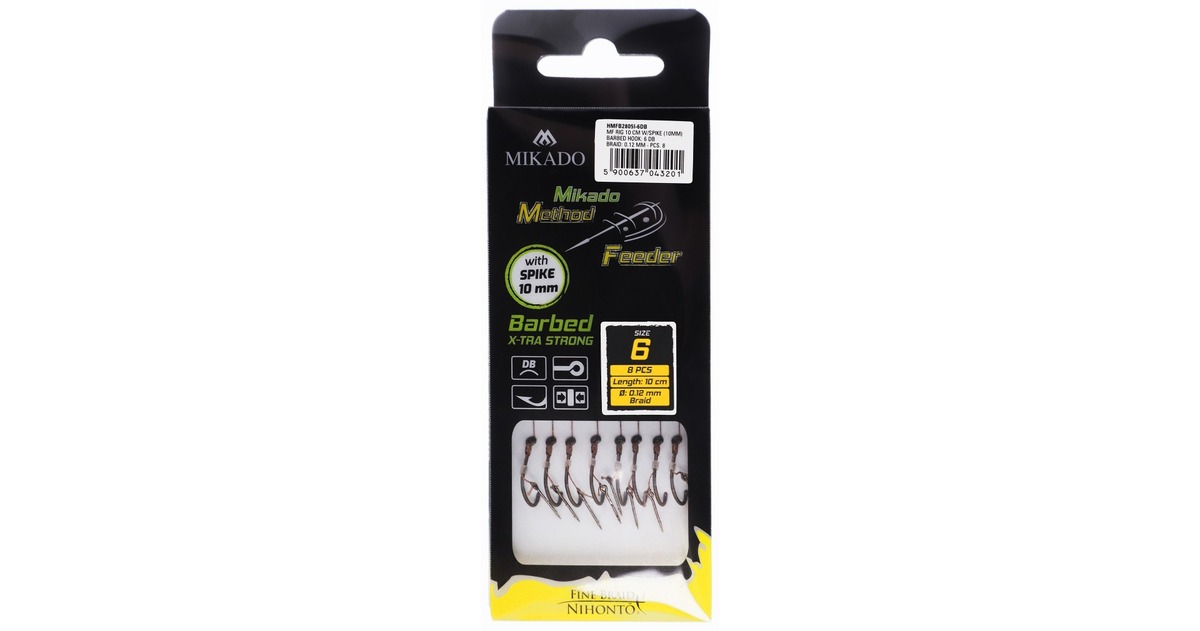 HMFB2805I-6DB
MF RIG 10 CM W/SPIKE (10MM)
BARBED HOOK: 6 DB
BRAID: 0.12 MM - PCS. 8
5 900637 043201
MIKADO
Mikado
Method
Feeder
with
SPIKE
10 mm
Barbed
X-TRA STRONG
SIZE
6
8 PCS
Length: 10 cm
Ø: 0.12 mm
Braid
DB
FINE BRAID
NIHONTO